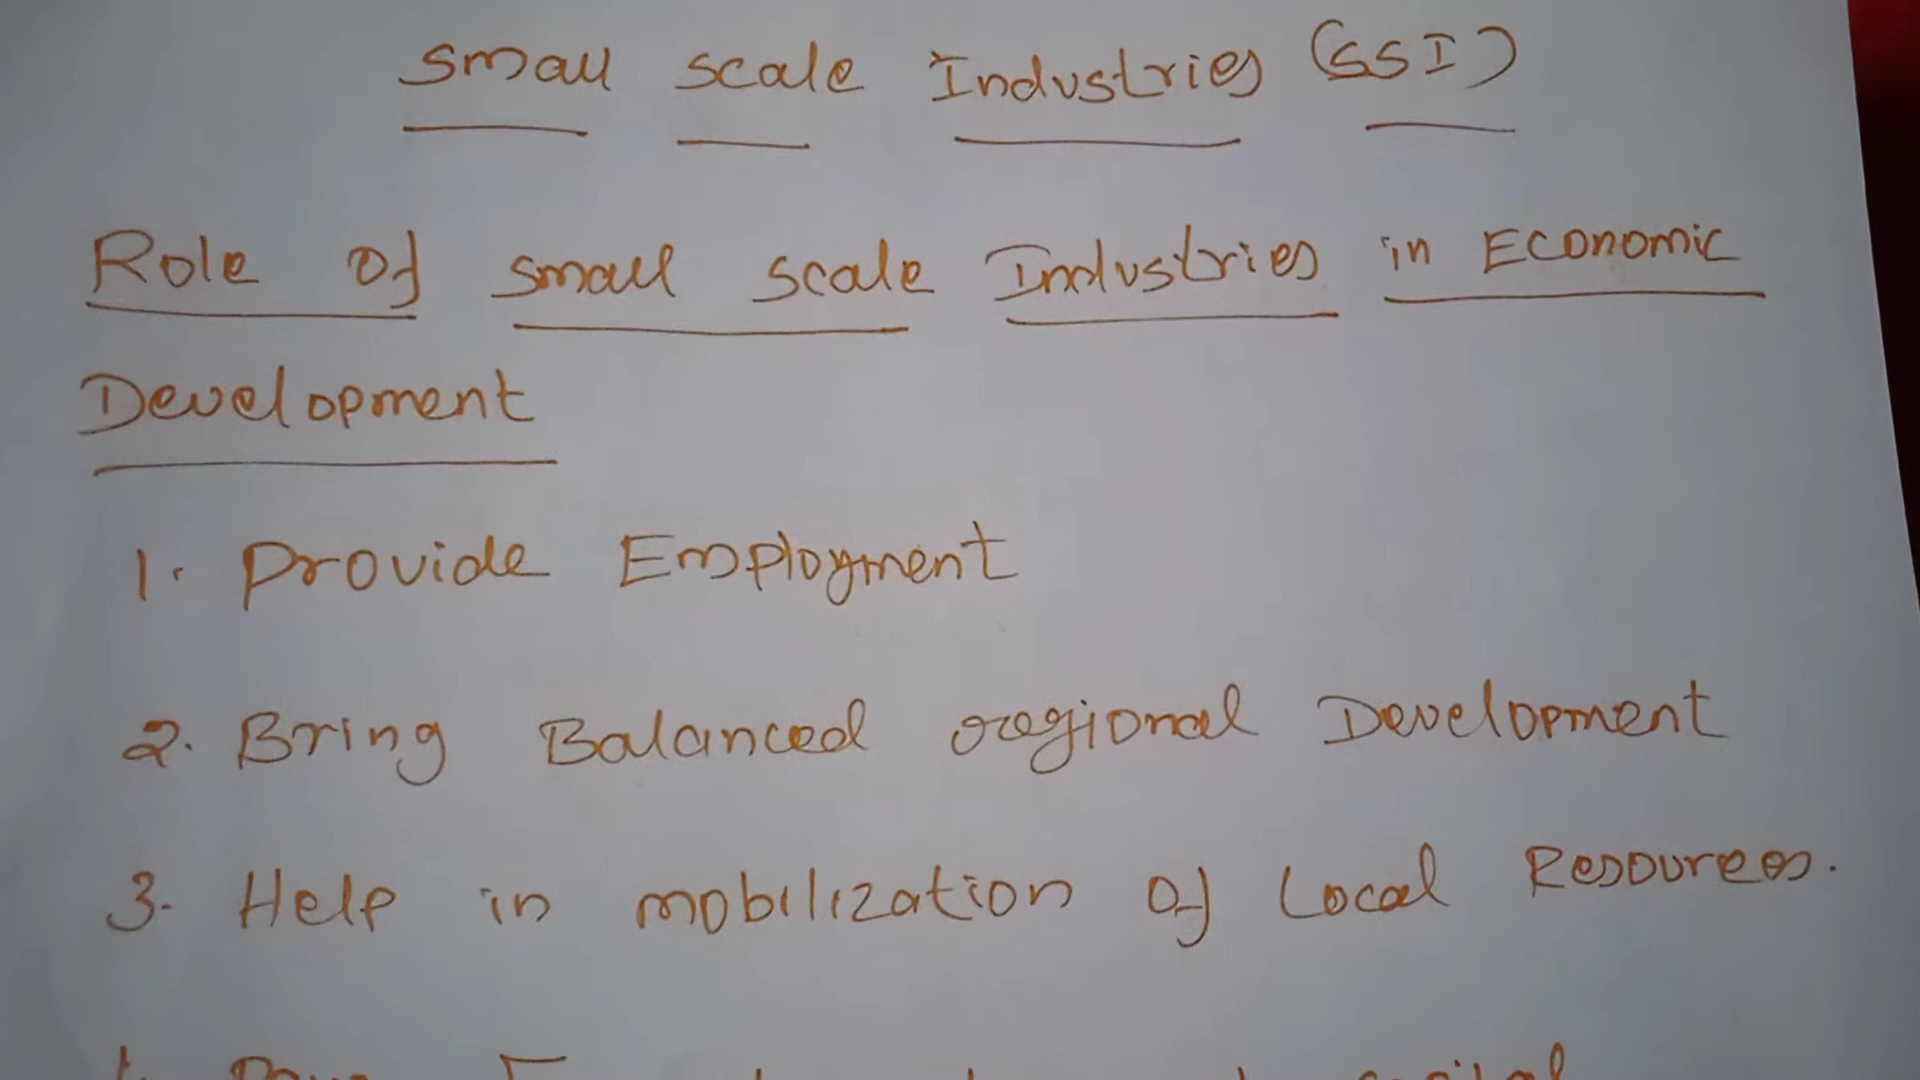 Small Scale Industries (SSI)
Role of Small Scale Industries in Economic
Development
1. Provide Employment
2. Bring Balanced regional Development
3. Help in mobilization of Local Resources.